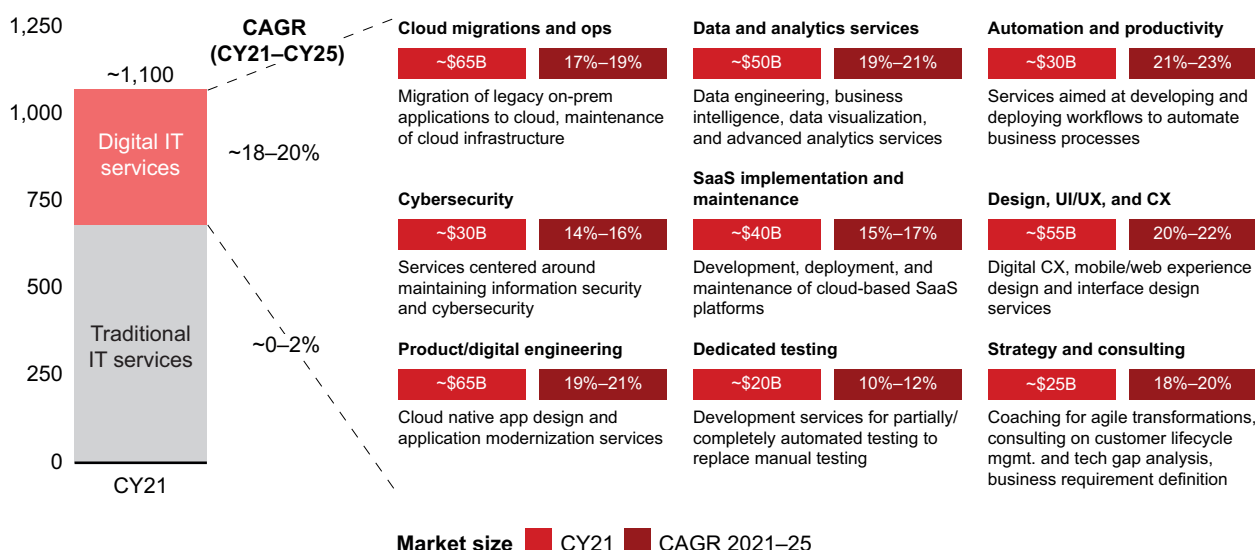 1,250
1,000
750
500
250
0
CAGR
(CY21–CY25)
~1,100
Digital IT
services
~18–20%
Traditional
IT services
~0–2%
CY21
Cloud migrations and ops
~$65B
17%–19%
Migration of legacy on-prem
applications to cloud, maintenance
of cloud infrastructure
Data and analytics services
~$50B
19%–21%
Data engineering, business
intelligence, data visualization,
and advanced analytics services
Automation and productivity
~$30B
21%–23%
Services aimed at developing and
deploying workflows to automate
business processes
Cybersecurity
~$30B
14%–16%
Services centered around
maintaining information security
and cybersecurity
SaaS implementation and
maintenance
~$40B
15%–17%
Development, deployment, and
maintenance of cloud-based SaaS
platforms
Design, UI/UX, and CX
~$55B
20%–22%
Digital CX, mobile/web experience
design and interface design
services
Product/digital engineering
~$65B
19%–21%
Cloud native app design and
application modernization services
Dedicated testing
~$20B
10%–12%
Development services for partially/
completely automated testing to
replace manual testing
Strategy and consulting
~$25B
18%–20%
Coaching for agile transformations,
consulting on customer lifecycle
mgmt. and tech gap analysis,
business requirement definition
Market size CY21 CAGR 2021–25